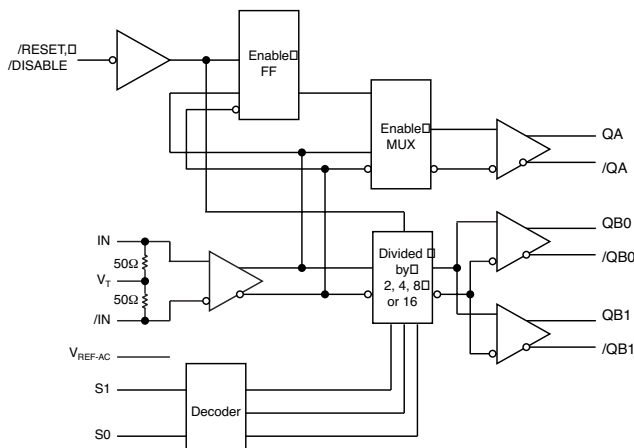 /RESET,□
/DISABLE
Enable□
FF
Enable□
MUX
QA
/QA
IN
50Ω
VT
50Ω
/IN
Divided □
by□
2, 4, 8□
or 16
QB0
/QB0
QB1
/QB1
VREF-AC
S1
Decoder
S0